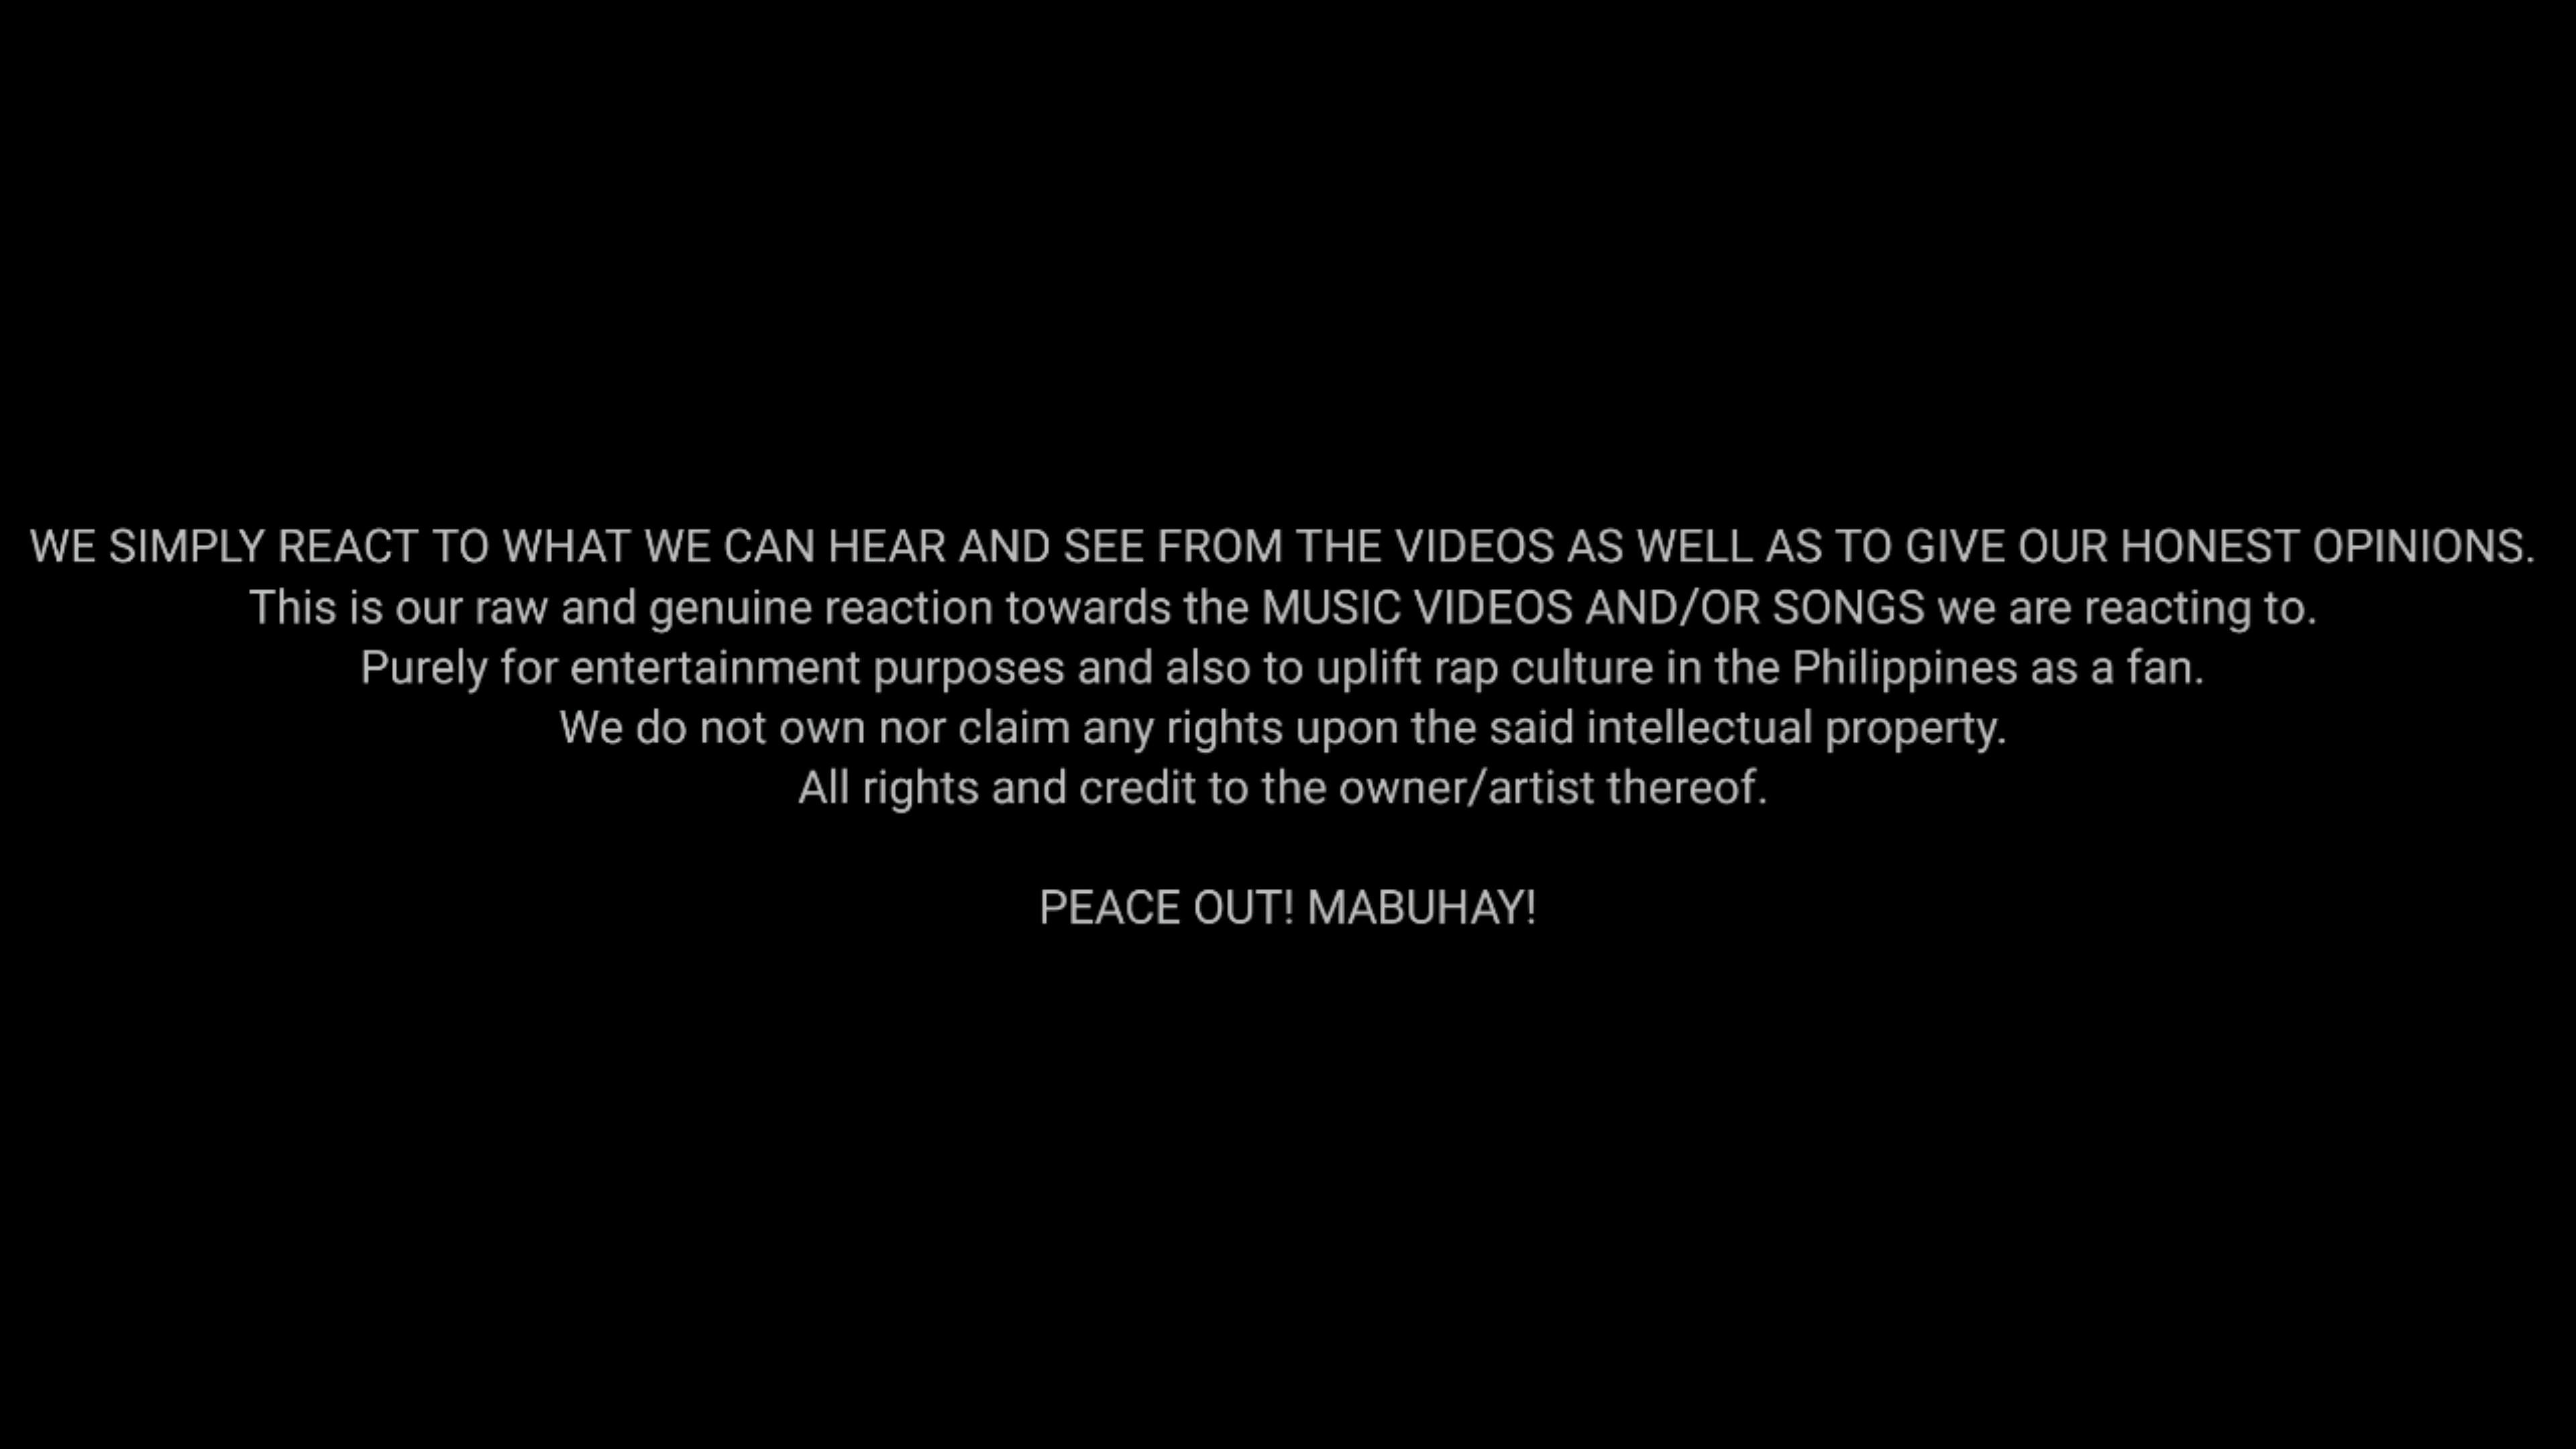 WE SIMPLY REACT TO WHAT WE CAN HEAR AND SEE FROM THE VIDEOS AS WELL AS TO GIVE OUR HONEST OPINIONS.
This is our raw and genuine reaction towards the MUSIC VIDEOS AND/OR SONGS we are reacting to.
Purely for entertainment purposes and also to uplift rap culture in the Philippines as a fan.
We do not own nor claim any rights upon the said intellectual property.
All rights and credit to the owner/artist thereof.
PEACE OUT! MABUHAY!